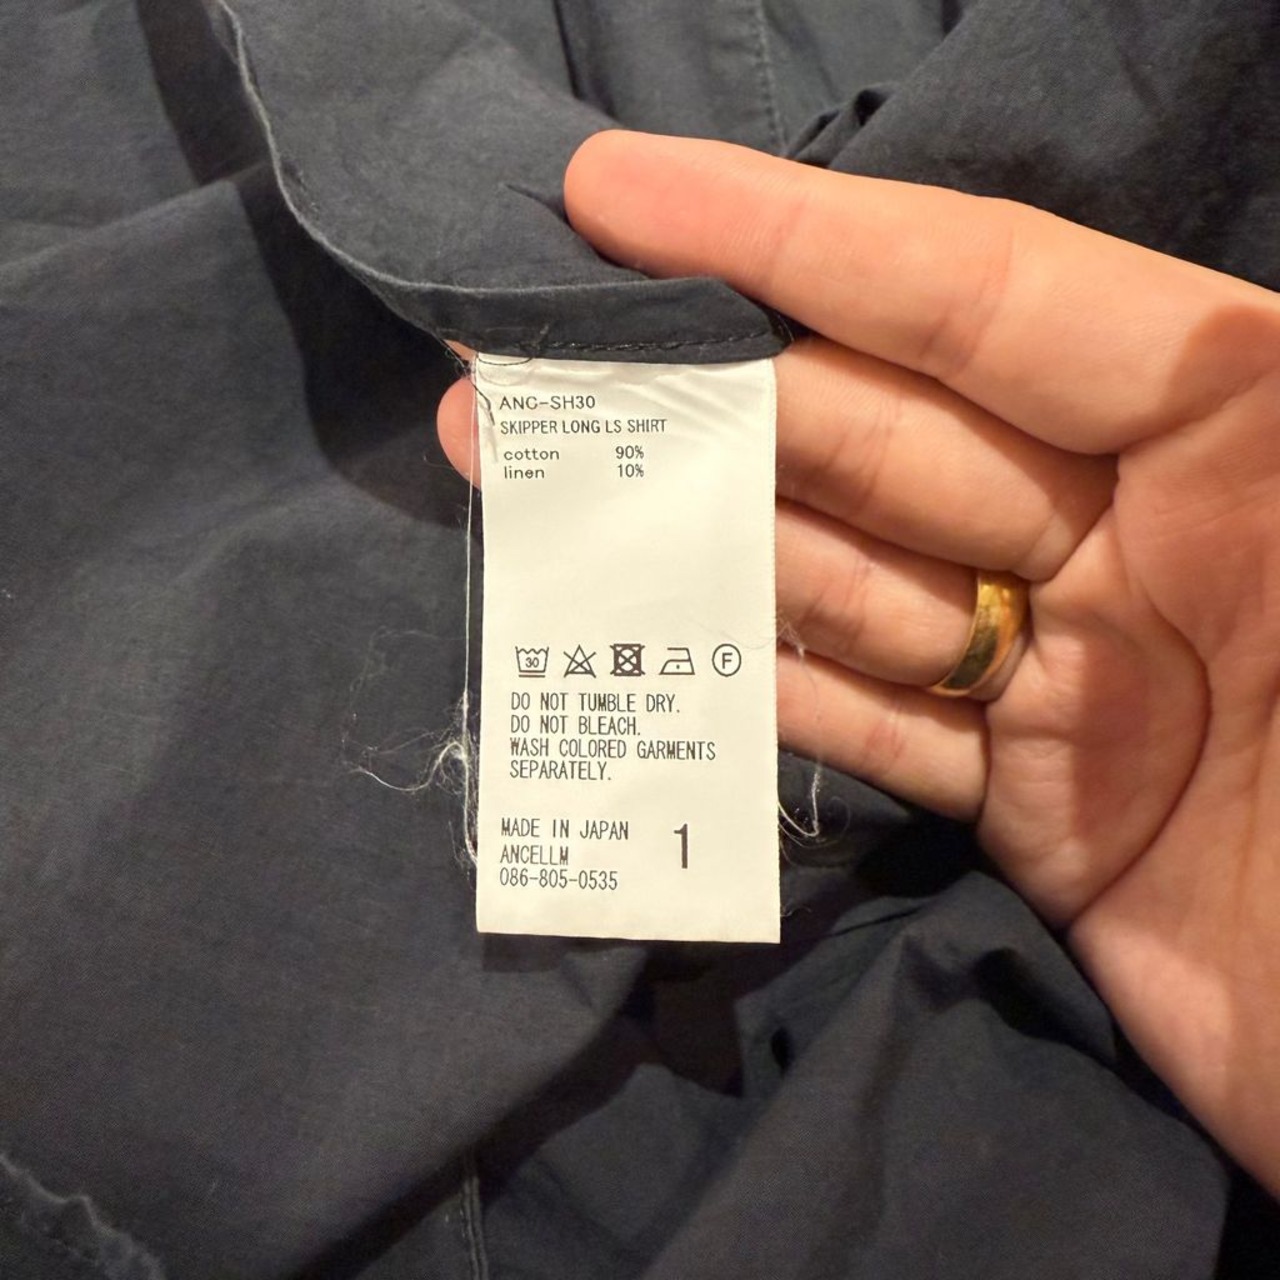 ANC-SH30
SKIPPER LONG LS SHIRT
cotton 90%
linen 10%
30 F
DO NOT TUMBLE DRY.
DO NOT BLEACH.
WASH COLORED GARMENTS
SEPARATELY.
MADE IN JAPAN
ANCELLM
086-805-0535
1